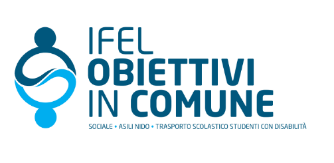 IFEL
OBIETTIVI
IN COMUNE
SOCIALE + ASILI NIDO + TRASPORTO SCOLASTICO STUDENTI CON DISABILITÀ